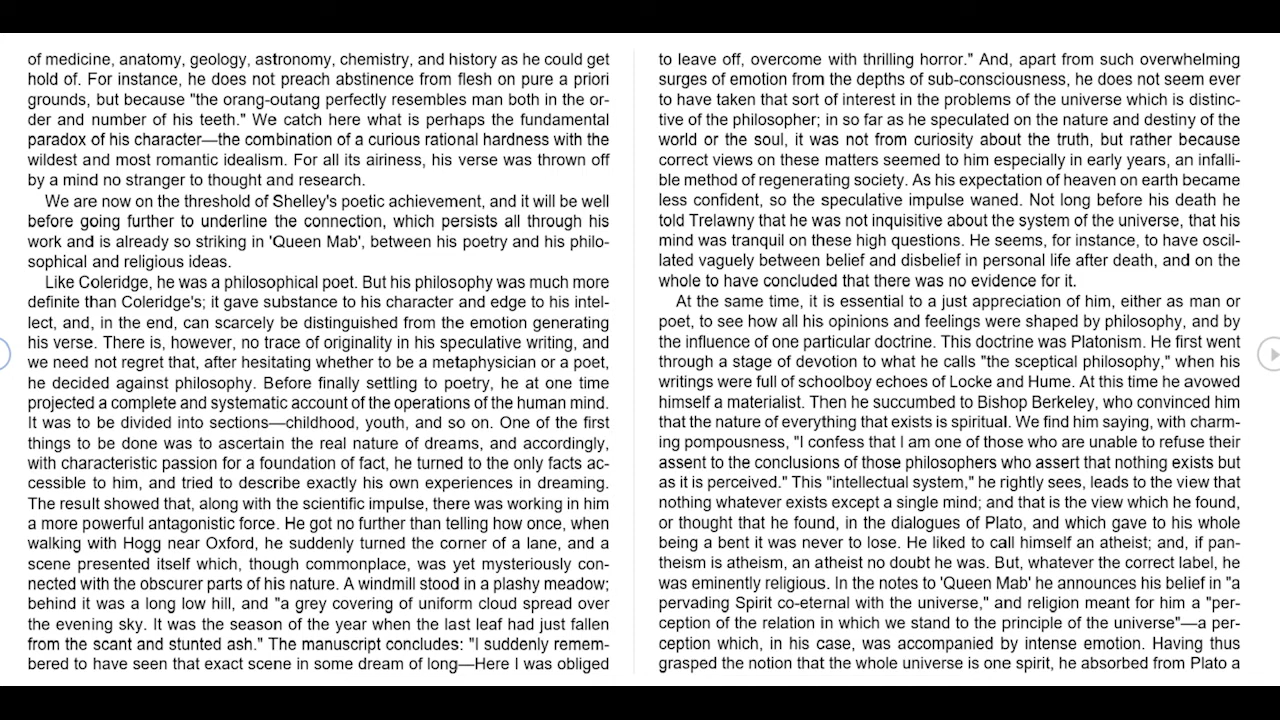 of medicine, anatomy, geology, astronomy, chemistry, and history as he could get
hold of. For instance, he does not preach abstinence from flesh on pure a priori
grounds, but because "the orang-outang perfectly resembles man both in the or-
der and number of his teeth." We catch here what is perhaps the fundamental
paradox of his character—the combination of a curious rational hardness with the
wildest and most romantic idealism. For all its airiness, his verse was thrown off
by a mind no stranger to thought and research.
We are now on the threshold of Shelley's poetic achievement, and it will be well
before going further to underline the connection, which persists all through his
work and is already so striking in 'Queen Mab', between his poetry and his philo-
sophical and religious ideas.
Like Coleridge, he was a philosophical poet. But his philosophy was much more
definite than Coleridge's; it gave substance to his character and edge to his intel-
lect, and, in the end, can scarcely be distinguished from the emotion generating
his verse. There is, however, no trace of originality in his speculative writing, and
we need not regret that, after hesitating whether to be a metaphysician or a poet,
he decided against philosophy. Before finally settling to poetry, he at one time
projected a complete and systematic account of the operations of the human mind.
It was to be divided into sections—childhood, youth, and so on. One of the first
things to be done was to ascertain the real nature of dreams, and accordingly,
with characteristic passion for a foundation of fact, he turned to the only facts ac-
cessible to him, and tried to describe exactly his own experiences in dreaming.
The result showed that, along with the scientific impulse, there was working in him
a more powerful antagonistic force. He got no further than telling how once, when
walking with Hogg near Oxford, he suddenly turned the corner of a lane, and a
scene presented itself which, though commonplace, was yet mysteriously con-
nected with the obscurer parts of his nature. A windmill stood in a plashy meadow;
behind it was a long low hill, and "a grey covering of uniform cloud spread over
the evening sky. It was the season of the year when the last leaf had just fallen
from the scant and stunted ash." The manuscript concludes: "I suddenly remem-
bered to have seen that exact scene in some dream of long—Here I was obliged
to leave off, overcome with thrilling horror." And, apart from such overwhelming
surges of emotion from the depths of sub-consciousness, he does not seem ever
to have taken that sort of interest in the problems of the universe which is distinc-
tive of the philosopher; in so far as he speculated on the nature and destiny of the
world or the soul, it was not from curiosity about the truth, but rather because
correct views on these matters seemed to him especially in early years, an infalli-
ble method of regenerating society. As his expectation of heaven on earth became
less confident, so the speculative impulse waned. Not long before his death he
told Trelawny that he was not inquisitive about the system of the universe, that his
mind was tranquil on these high questions. He seems, for instance, to have oscil-
lated vaguely between belief and disbelief in personal life after death, and on the
whole to have concluded that there was no evidence for it.
At the same time, it is essential to a just appreciation of him, either as man or
poet, to see how all his opinions and feelings were shaped by philosophy, and by
the influence of one particular doctrine. This doctrine was Platonism. He first went
through a stage of devotion to what he calls "the sceptical philosophy," when his
writings were full of schoolboy echoes of Locke and Hume. At this time he avowed
himself a materialist. Then he succumbed to Bishop Berkeley, who convinced him
that the nature of everything that exists is spiritual. We find him saying, with charm-
ing pompousness, "I confess that I am one of those who are unable to refuse their
assent to the conclusions of those philosophers who assert that nothing exists but
as it is perceived." This "intellectual system," he rightly sees, leads to the view that
nothing whatever exists except a single mind; and that is the view which he found,
or thought that he found, in the dialogues of Plato, and which gave to his whole
being a bent it was never to lose. He liked to call himself an atheist; and, if pan-
theism is atheism, an atheist no doubt he was. But, whatever the correct label, he
was eminently religious. In the notes to 'Queen Mab' he announces his belief in "a
pervading Spirit co-eternal with the universe," and religion meant for him a "per-
ception of the relation in which we stand to the principle of the universe"—a per-
ception which, in his case, was accompanied by intense emotion. Having thus
grasped the notion that the whole universe is one spirit, he absorbed from Plato a